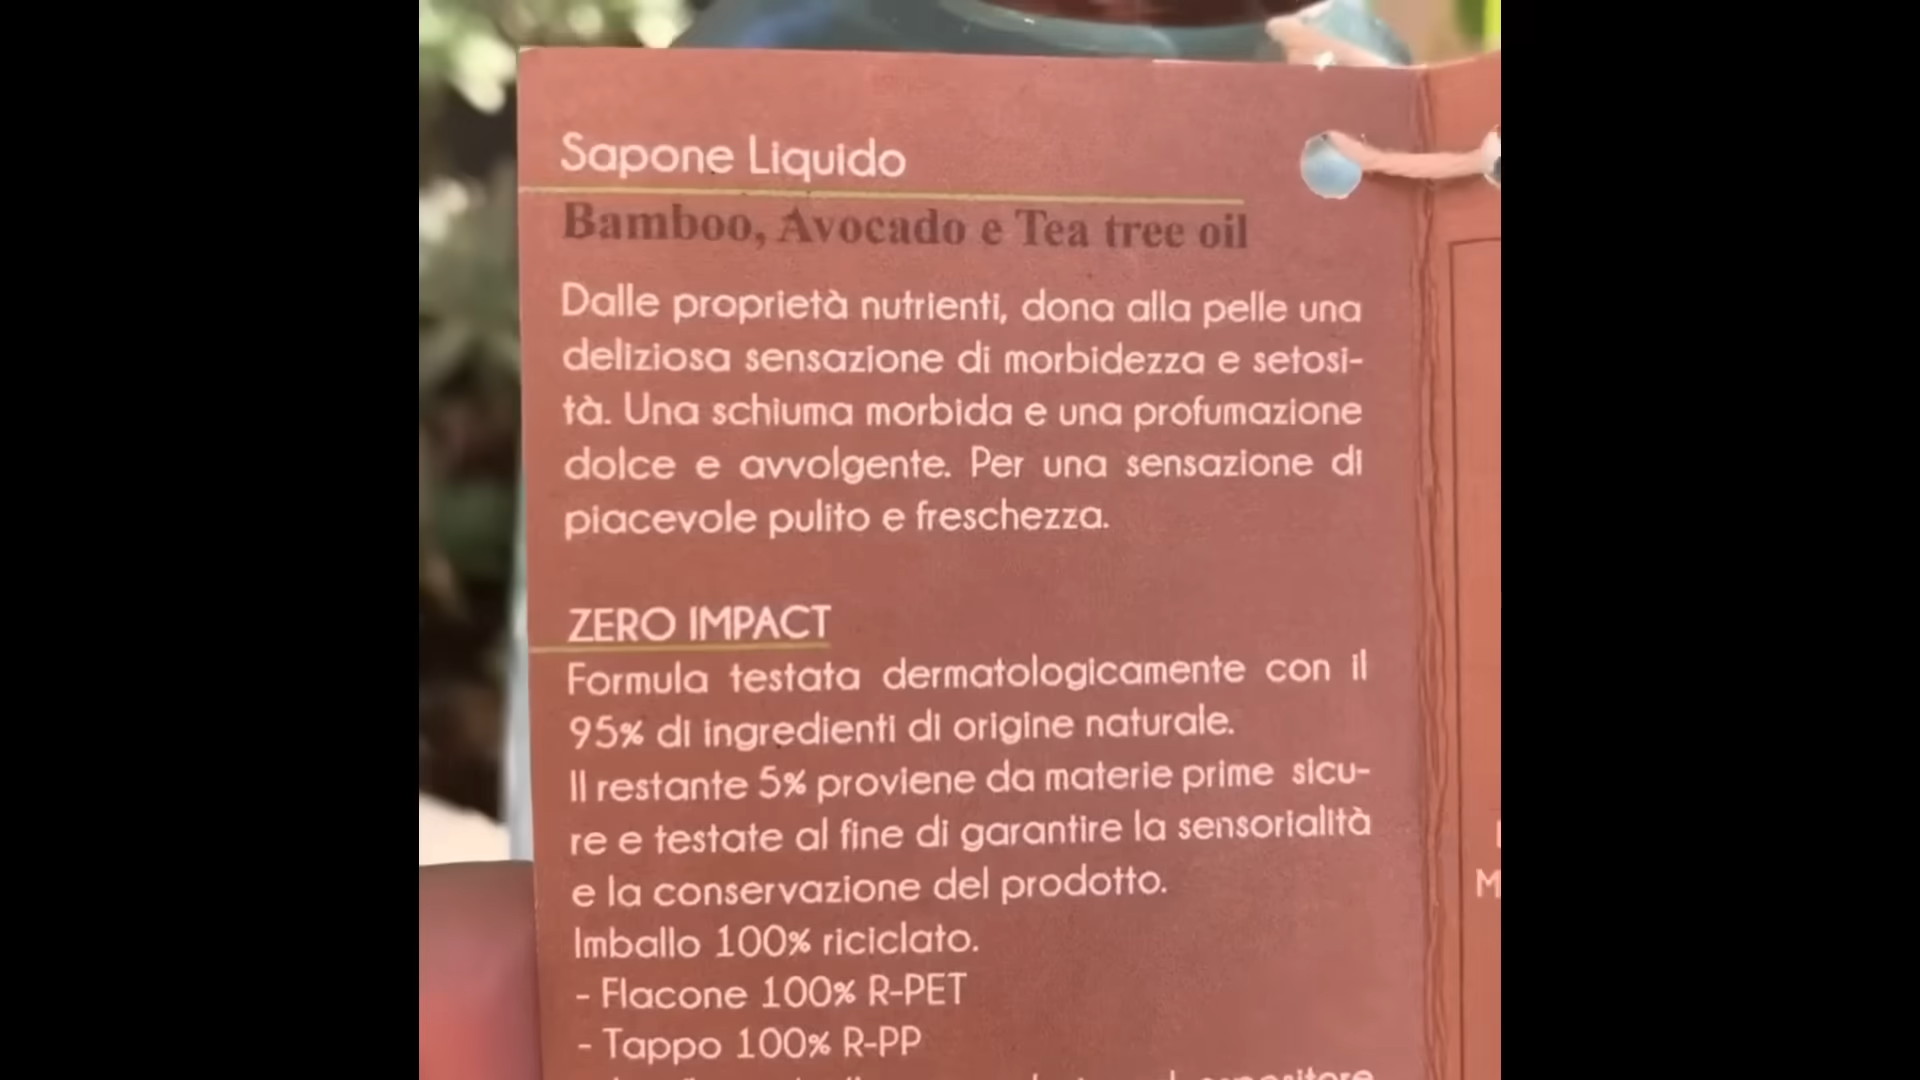 Sapone Liquido
Bamboo, Avocado e Tea tree oil
Dalle proprietà nutrienti, dona alla pelle una
deliziosa sensazione di morbidezza e setosi-
tà. Una schiuma morbida e una profumazione
dolce e avvolgente. Per una sensazione di
piacevole pulito e freschezza.
ZERO IMPACT
Formula testata dermatologicamente con il
95% di ingredienti di origine naturale.
Il restante 5% proviene da materie prime sicu-
re e testate al fine di garantire la sensorialità
e la conservazione del prodotto.
Imballo 100% riciclato.
- Flacone 100% R-PET
- Tappo 100% R-PP